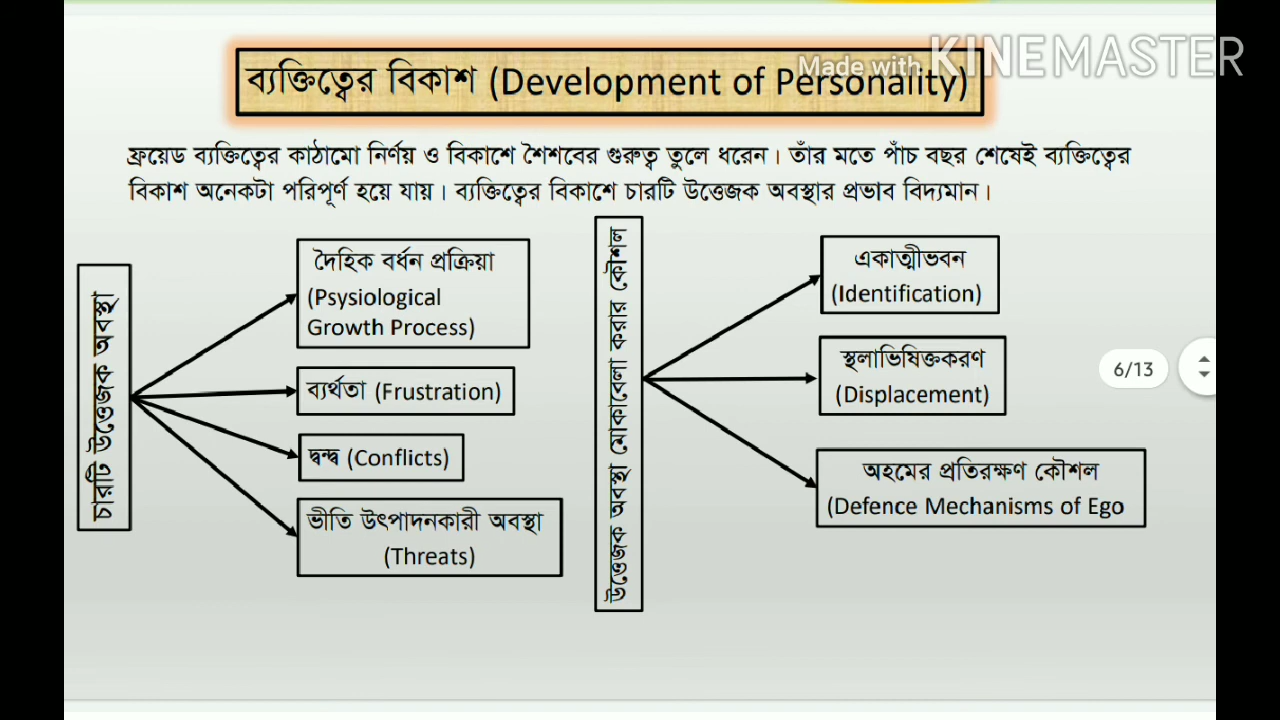 Made with KINEMASTER
ব্যক্তিত্বের বিকাশ (Development of Personality)
ফ্রয়েড ব্যক্তিত্বের কাঠামো নির্ণয় ও বিকাশে শৈশবের গুরুত্ব তুলে ধরেন। তাঁর মতে পাঁচ বছর শেষেই ব্যক্তিত্বের
বিকাশ অনেকটা পরিপূর্ণ হয়ে যায়। ব্যক্তিত্বের বিকাশে চারটি উত্তেজক অবস্থার প্রভাব বিদ্যমান।
চারটি উত্তেজক অবস্থা
দৈহিক বর্ধন প্রক্রিয়া
(Psysiological
Growth Process)
ব্যর্থতা (Frustration)
দ্বন্দ্ব (Conflicts)
ভীতি উৎপাদনকারী অবস্থা
(Threats)
উত্তেজক অবস্থা মোকাবেলা করার কৌশল
একাত্মীভবন
(Identification)
স্থলাভিষিক্তকরণ
(Displacement)
অহমের প্রতিরক্ষণ কৌশল
(Defence Mechanisms of Ego
6/13